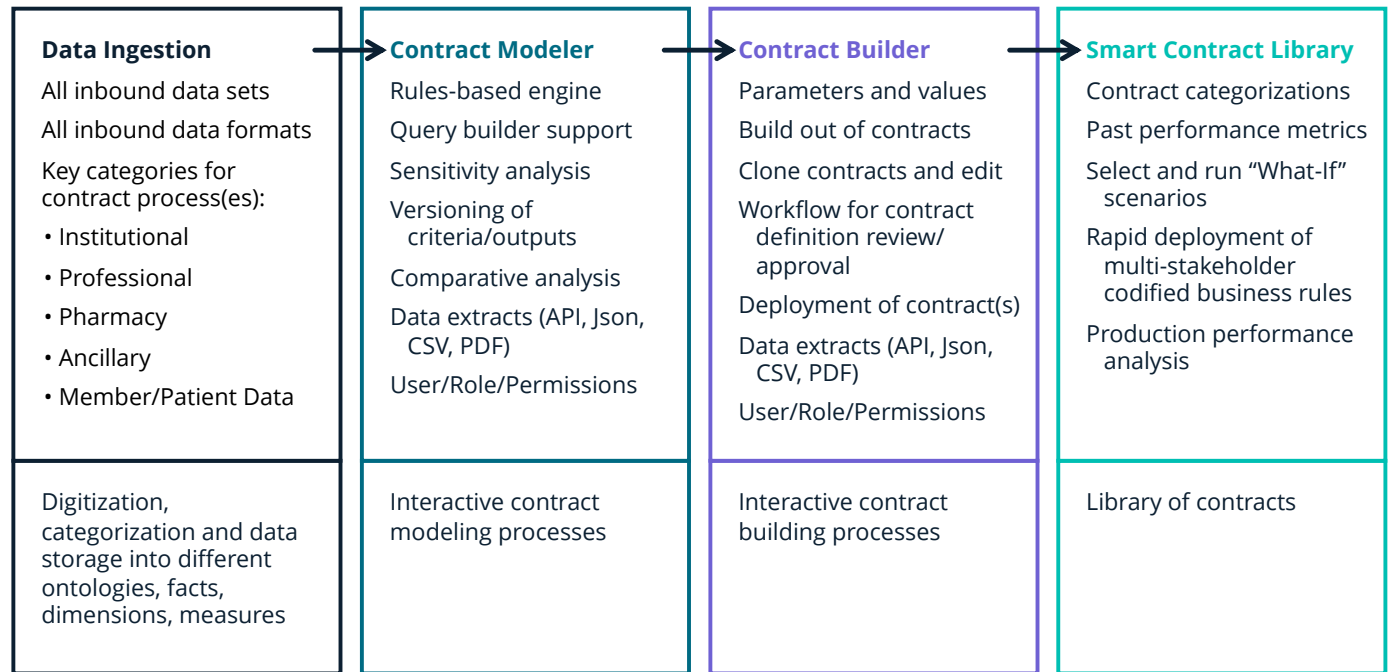 Data Ingestion
All inbound data sets
All inbound data formats
Key categories for
contract process(es):
• Institutional
• Professional
• Pharmacy
• Ancillary
• Member/Patient Data
Digitization,
categorization and data
storage into different
ontologies, facts,
dimensions, measures
Contract Modeler
Rules-based engine
Query builder support
Sensitivity analysis
Versioning of
criteria/outputs
Comparative analysis
Data extracts (API, Json,
CSV, PDF)
User/Role/Permissions
Interactive contract
modeling processes
Contract Builder
Parameters and values
Build out of contracts
Clone contracts and edit
Workflow for contract
definition review/
approval
Deployment of contract(s)
Data extracts (API, Json,
CSV, PDF)
User/Role/Permissions
Interactive contract
building processes
Smart Contract Library
Contract categorizations
Past performance metrics
Select and run “What-If”
scenarios
Rapid deployment of
multi-stakeholder
codified business rules
Production performance
analysis
Library of contracts